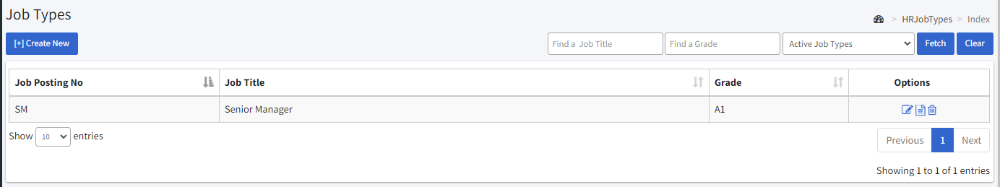 Job Types
> HRJobTypes > Index
[+] Create New
Find a Job Title
Find a Grade
Active Job Types
Fetch
Clear
Job Posting No
Job Title
Grade
Options
SM
Senior Manager
A1
Show 10 entries
Previous 1 Next
Showing 1 to 1 of 1 entries